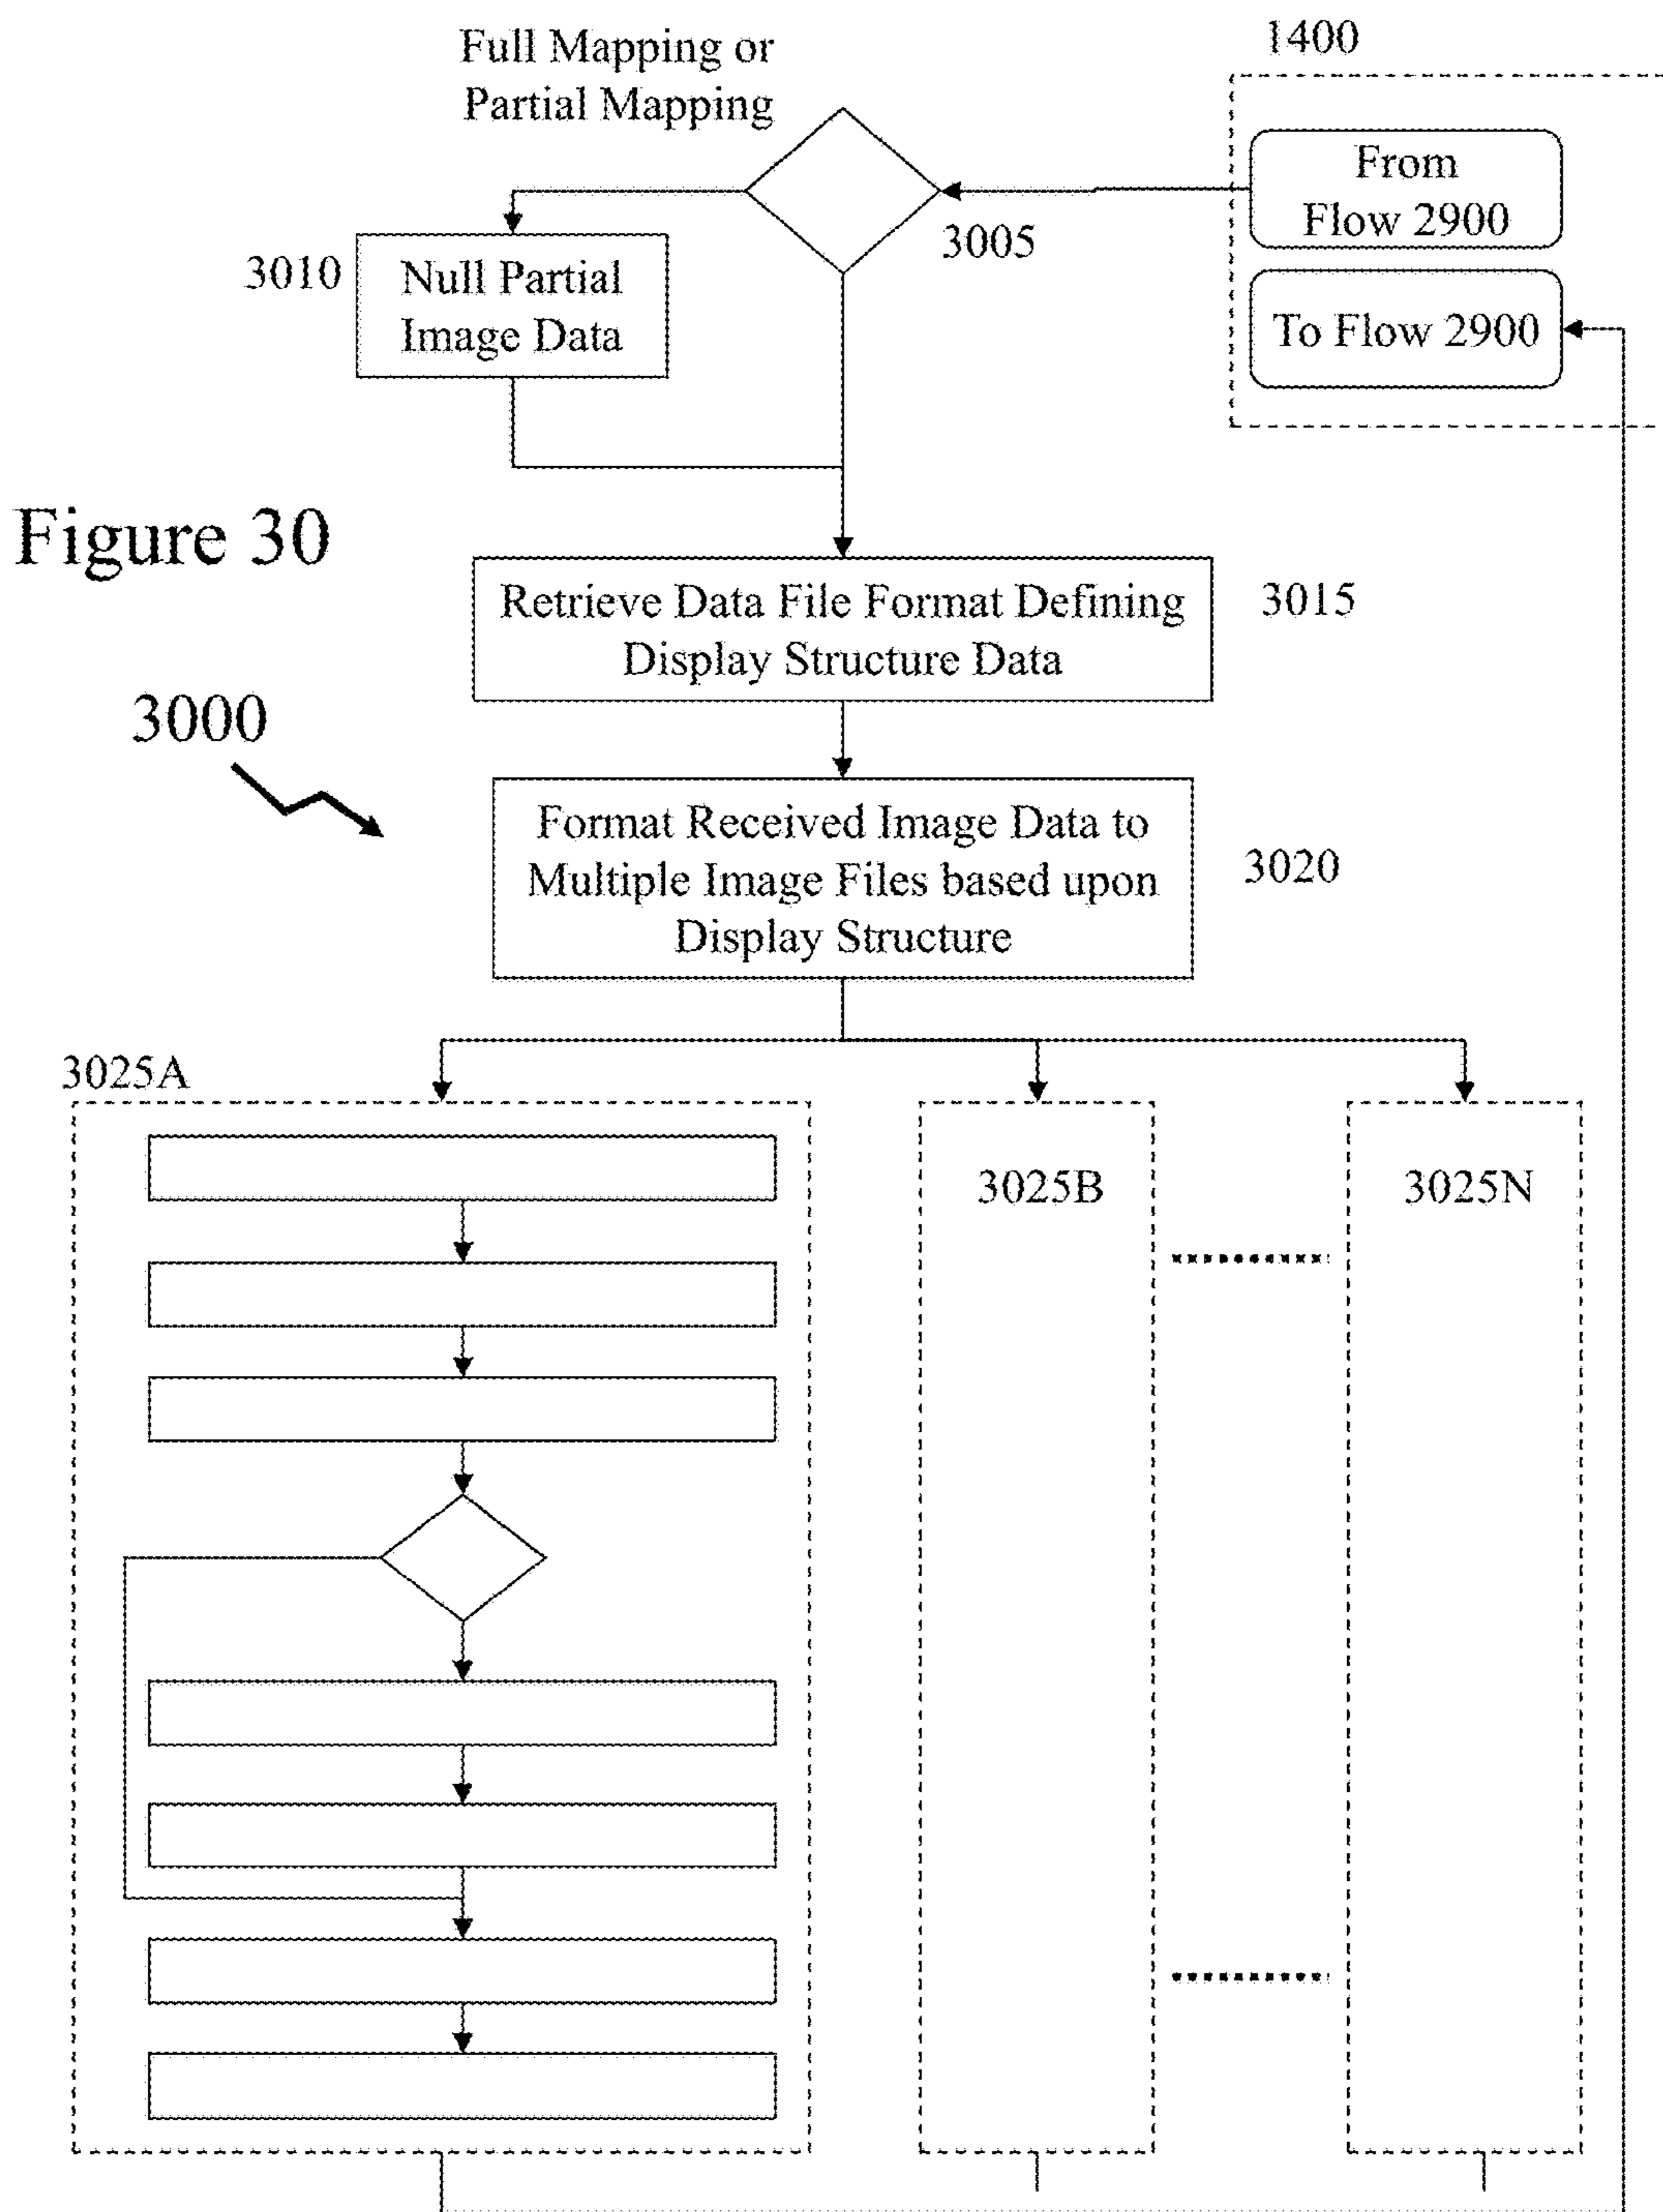 Full Mapping or
Partial Mapping
1400
From
Flow 2900
3005
To Flow 2900
3010
Null Partial
Image Data
Figure 30
Retrieve Data File Format Defining
Display Structure Data
3015
3000
Format Received Image Data to
Multiple Image Files based upon
Display Structure
3020
3025A
3025B
3025N